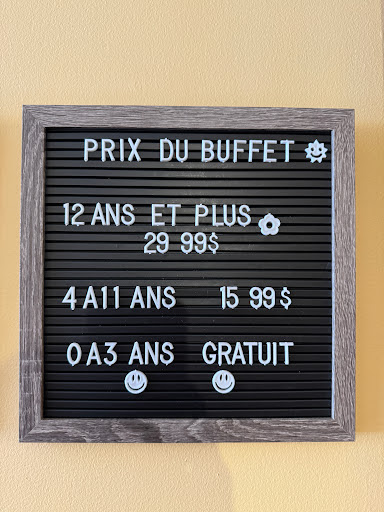 PRIX DU BUFFET
12 ANS ET PLUS
29 99$
4 A 11 ANS 15 99$
0 A 3 ANS GRATUIT